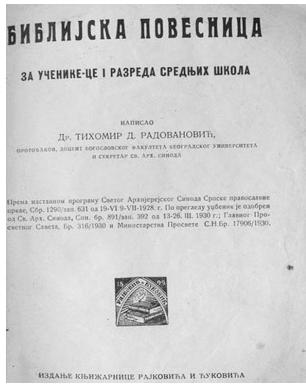 БИБЛИЈСКА ПОВЕСНИЦА
ЗА УЧЕНИКЕ-ЦЕ I РАЗРЕДА СРЕДЊИХ ШКОЛА
НАПИСАО
Др. ТИХОМИР Д. РАДОВАНОВИЋ,
ПРОТОЂАКОН, ДОЦЕНТ БОГОСЛОВСКОГ ФАКУЛТЕТА БЕОГРАДСКОГ УНИВЕРЗИТЕТА
И СЕКРЕТАР СВ. АРХ. СИНОДА
Према наставном програму Светог Архијерејског Синода Српске православне
цркве, Сбр. 1290/зап. 631 од 19-VI 9-VII-1928. г. По прегледу уџбеник је одобрен
од Св. Арх. Синода, Син. бр. 891/зап. 392 од 13-26. III. 1930 г.; Главног Про-
светног Савета, Бр. 316/1930 и Министарства Просвете С.Н.Бр. 17906/1930.
ИЗДАЊЕ КЊИЖАРНИЦЕ РАЈКОВИЋА И ЋУКОВИЋА